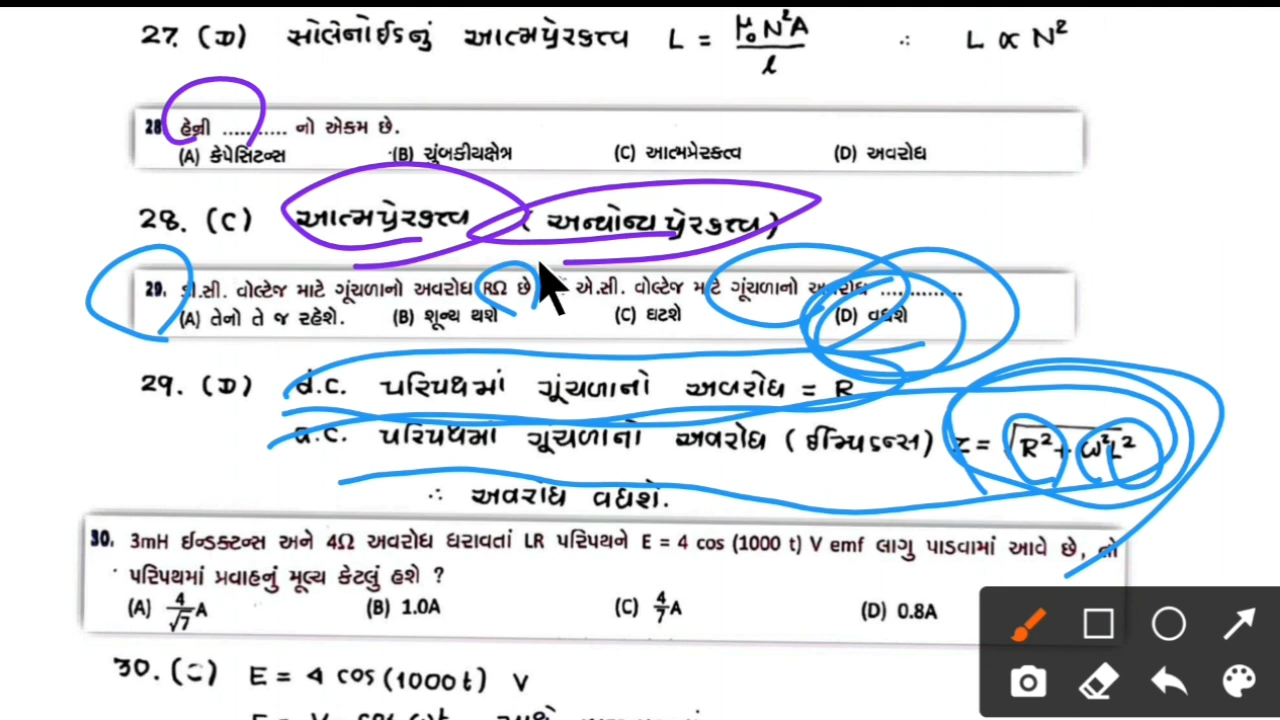 27. (D) સોલેનોઈડનું આત્મપ્રેરકત્વ L = μ₀N²A / l ∴ L ∝ N²
28. હેન્રી ........... નો એકમ છે.
(A) કેપેસિટન્સ (B) ચુંબકીયક્ષેત્ર (C) આત્મપ્રેરકત્વ (D) અવરોધ
28. (C) આત્મપ્રેરકત્વ (અન્યોન્ય પ્રેરકત્વ)
29. ડી.સી. વોલ્ટેજ માટે ગૂંચળાનો અવરોધ RΩ છે એ.સી. વોલ્ટેજ માટે ગૂંચળાનો અવરોધ ..............
(A) તેનો તે જ રહેશે. (B) શૂન્ય થશે (C) ઘટશે (D) વધશે
29. (D) D.C. પરિપથમાં ગૂંચળાનો અવરોધ = R
A.C. પરિપથમાં ગૂંચળાનો અવરોધ (ઈમ્પિડન્સ) Z = √R² + ω²L²
∴ અવરોધ વધશે.
30. 3mH ઈન્ડક્ટન્સ અને 4Ω અવરોધ ધરાવતાં LR પરિપથને E = 4 cos (1000 t) V emf લાગુ પાડવામાં આવે છે, તો
પરિપથમાં પ્રવાહનું મૂલ્ય કેટલું હશે ?
(A) 4/√7 A (B) 1.0A (C) 4/7 A (D) 0.8A
30. E = 4 cos (1000t) V